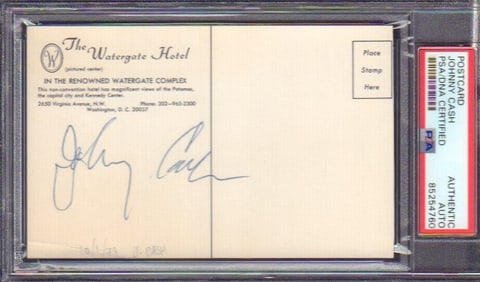 The Watergate Hotel
W
(pictured center)
IN THE RENOWNED WATERGATE COMPLEX
This non-convention hotel has magnificent views of the Potomac,
the capital city and Kennedy Center.
2650 Virginia Avenue, N.W. Phone: 202-965-2300
Washington, D. C. 20037
Place
Stamp
Here
Johnny Cash
J. CASH
POSTCARD
JOHNNY CASH
PSA/DNA CERTIFIED
PSA
AUTHENTIC
AUTO
85254760